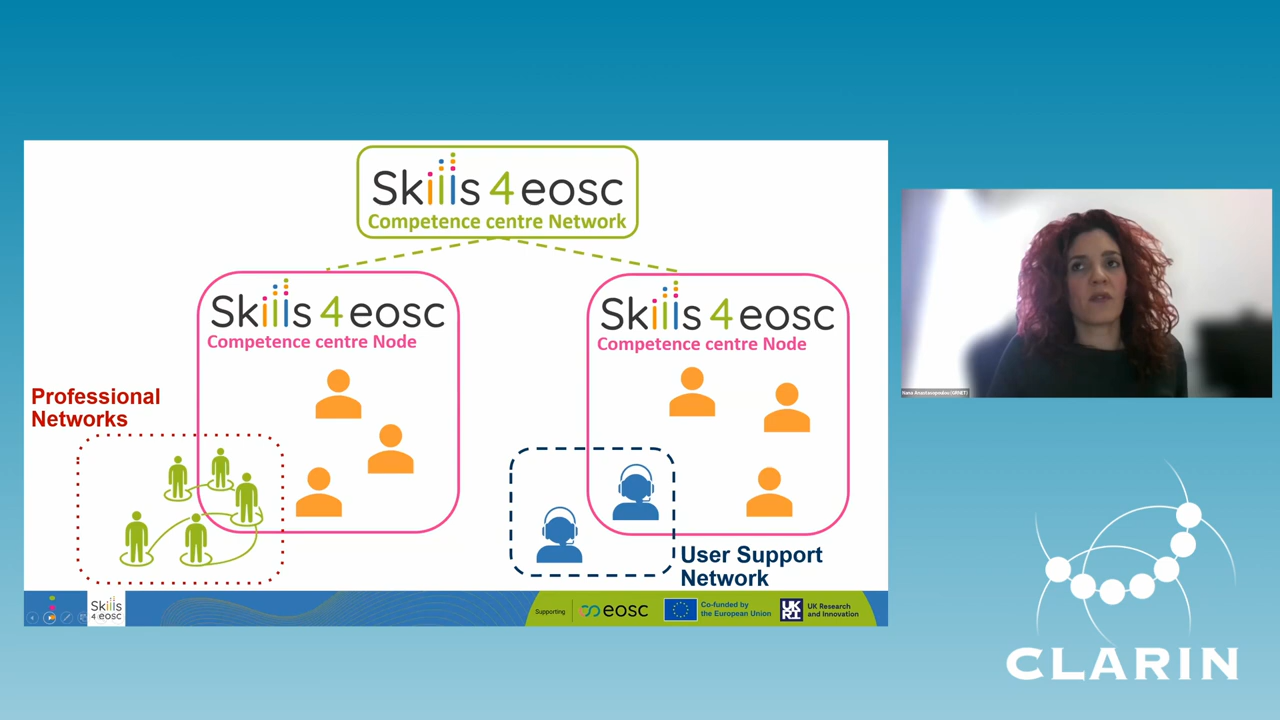 Skills 4 eosc
Competence centre Network
Skills 4 eosc
Competence centre Node
Skills 4 eosc
Competence centre Node
Professional
Networks
User Support
Network
Skills
4 eosc
Supporting
eosc
Co-funded by
the European Union
UK
RI
UK Research
and Innovation
CLARIN